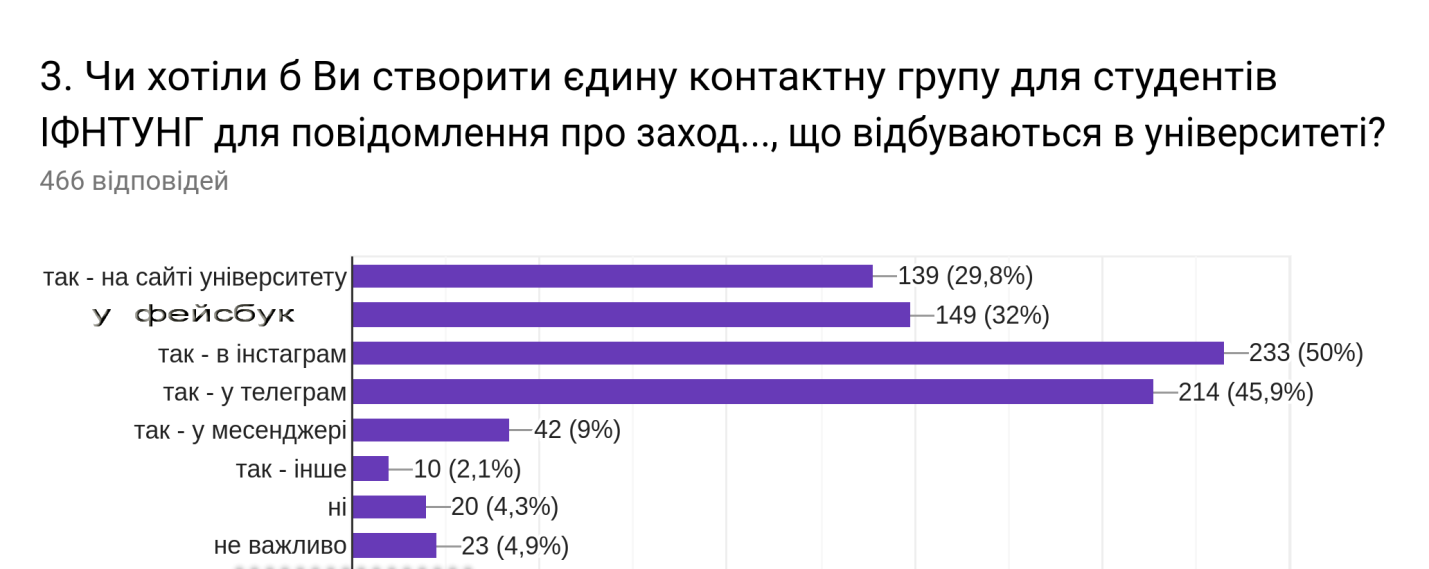 3. Чи хотіли б Ви створити єдину контактну групу для студентів
ІФНТУНГ для повідомлення про заход..., що відбуваються в університеті?
466 відповідей
так - на сайті університету 139 (29,8%)
у фейсбук 149 (32%)
так - в інстаграм 233 (50%)
так - у телеграм 214 (45,9%)
так - у месенджері 42 (9%)
так - інше 10 (2,1%)
ні 20 (4,3%)
не важливо 23 (4,9%)